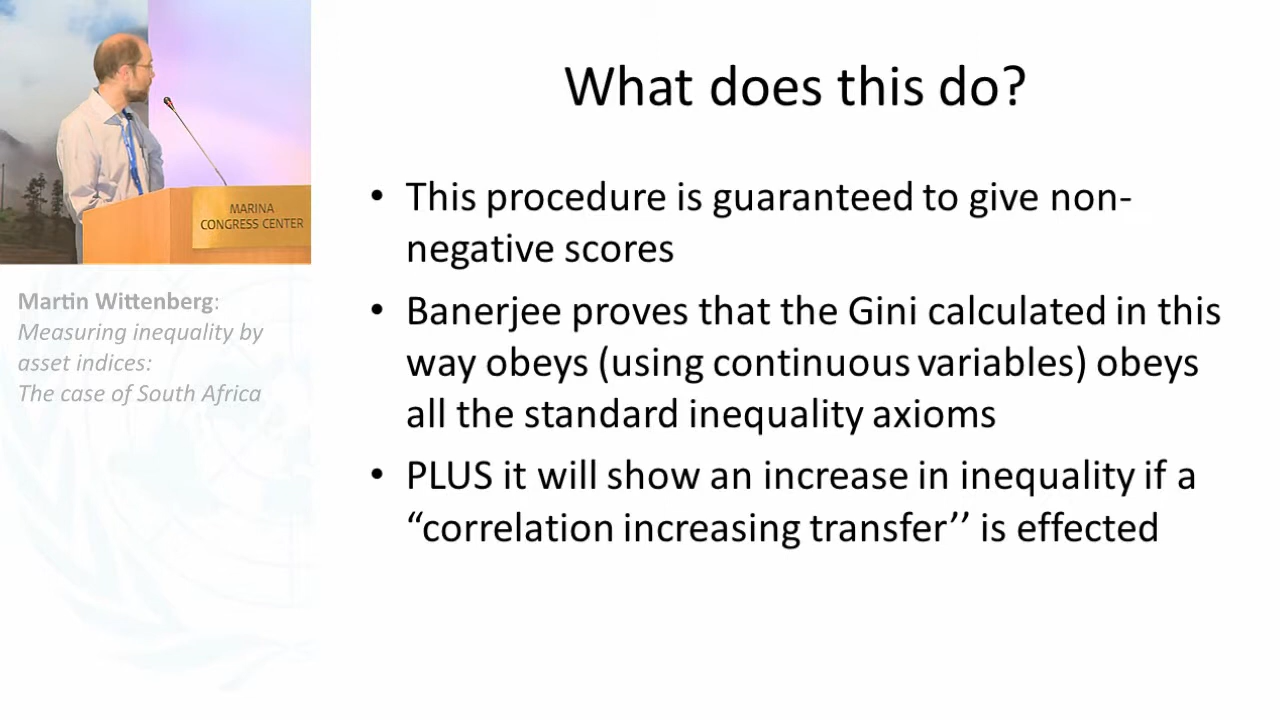 MARINA
CONGRESS CENTER
Martin Wittenberg:
Measuring inequality by
asset indices:
The case of South Africa
What does this do?
• This procedure is guaranteed to give non-
negative scores
• Banerjee proves that the Gini calculated in this
way obeys (using continuous variables) obeys
all the standard inequality axioms
• PLUS it will show an increase in inequality if a
“correlation increasing transfer’’ is effected